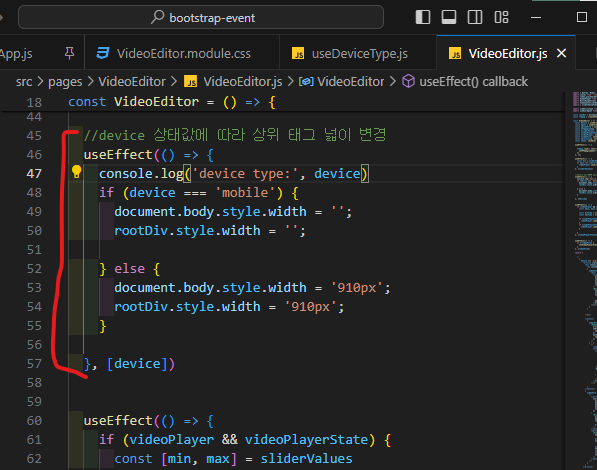 bootstrap-event
App.js
VideoEditor.module.css
JS useDeviceType.js
JS VideoEditor.js ×
src > pages > VideoEditor > JS VideoEditor.js > VideoEditor > useEffect() callback
18 const VideoEditor = () => {
44
45 //device 상태값에 따라 상위 태그 넓이 변경
46 useEffect(() => {
47 console.log('device type:', device)
48 if (device === 'mobile') {
49 document.body.style.width = '';
50 rootDiv.style.width = '';
51
52 } else {
53 document.body.style.width = '910px';
54 rootDiv.style.width = '910px';
55 }
56
57 }, [device])
58
59
60 useEffect(() => {
61 if (videoPlayer && videoPlayerState) {
62 const [min, max] = sliderValues